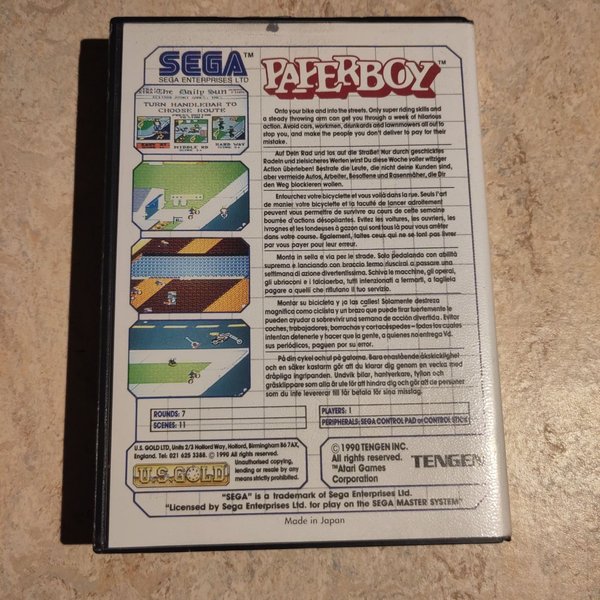 SEGA™
SEGA ENTERPRISES LTD
PAPERBOY™
The Daily Sun
TURN HANDLEBAR TO
CHOOSE ROUTE
EASY WAY
MIDDLE RD.
HARD WAY
Onto your bike and into the streets. Only super riding skills and
a steady throwing arm can get you through a week of hilarious
action. Avoid cars, workmen, drunkards and lawnmowers all out to
stop you, and make the people you don't deliver to pay for their
mistake.
Auf Dein Rad und los auf die Straße! Nur durch geschicktes
Radeln und zielsicheres Werfen wirst Du diese Woche voller witziger
Action überleben! Bestrafe die Leute, die nicht deine Kunden sind,
aber vermeide Autos, Arbeiter, Besoffene und Rasenmäher, die Dir
den Weg blockieren wollen.
Enfourchez votre bicyclette et vous voilà dans la rue. Seuls l'art
de manier votre bicyclette et la faculté de lancer adroitement
peuvent vous permettre de survivre au cours de cette semaine
bourrée d'actions désopilantes. Evitez les voitures, les ouvriers, les
ivrognes et les tondeuses à gazon qui sont tous là pour vous arrêter
dans votre course. Egalement, faites ceux qui ne se font pas livrer
par vous payer pour leur erreur.
Monta in sella e via per le strade. Solo pedalando con abilità
suprema e lanciando con braccio fermo riuscirai a passare una
settimana di azione divertentissima. Schiva le macchine, gli operai,
gli ubriaconi e i falciaerba, tutti intenzionati a fermarti, a fagliela
pagare a quelli che rifiutano il tuo servizio.
Montar su bicicleta y ¡a las calles! Solamente destreza
magnífica como ciclista y un brazo que puede tirar fuertemente le
pueden ayudar a sobrevivir una semana de acción divertida. Evitar
coches, trabajadores, borrachos y cortacéspedes – todos los cuales
intentan detenerle y hacer que la gente, a quienes no entrega Vd.
sus periódicos, paguen por su error.
På din cykel och ut på gatorna. Bara enastående åkskicklighet
och en säker kastarm gör att du klarar dig genom en vecka med
dråpliga ingripanden. Undvik bilar, hantverkare, fyllon och
gräsklippare som alla är ute för att hindra dig och gör att de personer
som du inte levererar till får betala för sina misstag.
ROUNDS: 7
SCENES: 11
PLAYERS: 1
PERIPHERALS: SEGA CONTROL PAD or CONTROL STICK
U.S. GOLD LTD, Units 2/3 Holford Way, Holford, Birmingham B6 7AX,
England. Tel: 021 625 3388. © 1990 All rights reserved.
Unauthorised copying,
lending or resale by any
means strictly prohibited.
U.S. GOLD
© 1990 TENGEN INC.
All rights reserved.
™Atari Games
Corporation
TENGEN
"SEGA" is a trademark of Sega Enterprises Ltd.
"Licensed by Sega Enterprises Ltd. for play on the SEGA MASTER SYSTEM"
Made in Japan